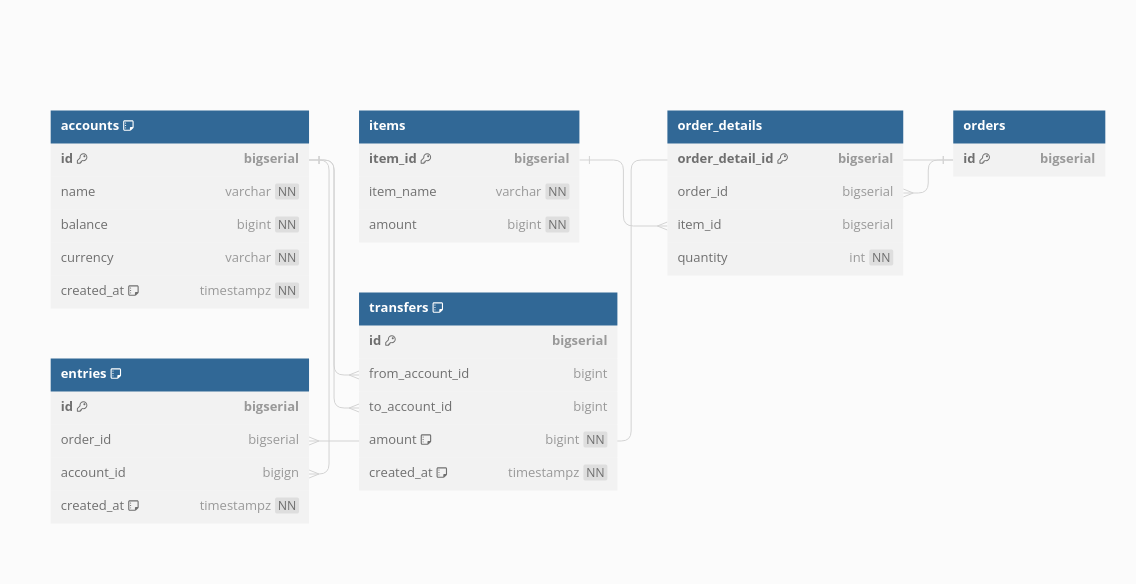 accounts
id bigserial
name varchar NN
balance bigint NN
currency varchar NN
created_at timestampz NN
items
item_id bigserial
item_name varchar NN
amount bigint NN
order_details
order_detail_id bigserial
order_id bigserial
item_id bigserial
quantity int NN
orders
id bigserial
transfers
id bigserial
from_account_id bigint
to_account_id bigint
amount bigint NN
created_at timestampz NN
entries
id bigserial
order_id bigserial
account_id bigign
created_at timestampz NN